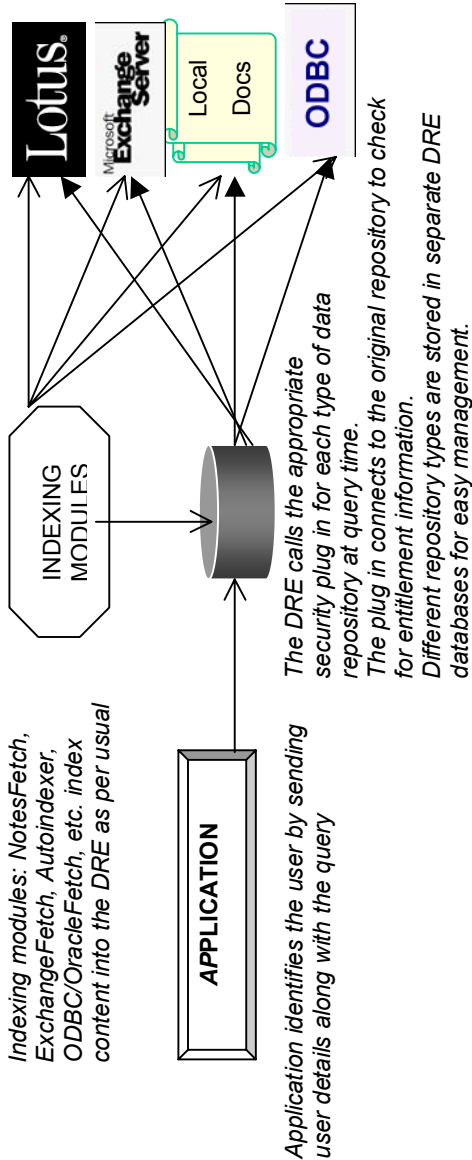 Indexing modules: NotesFetch,
ExchangeFetch, Autoindexer,
ODBC/OracleFetch, etc. index
content into the DRE as per usual
INDEXING
MODULES
Lotus®
Microsoft
Exchange
Server
Local
Docs
ODBC
APPLICATION
Application identifies the user by sending
user details along with the query
The DRE calls the appropriate
security plug in for each type of data
repository at query time.
The plug in connects to the original repository to check
for entitlement information.
Different repository types are stored in separate DRE
databases for easy management.